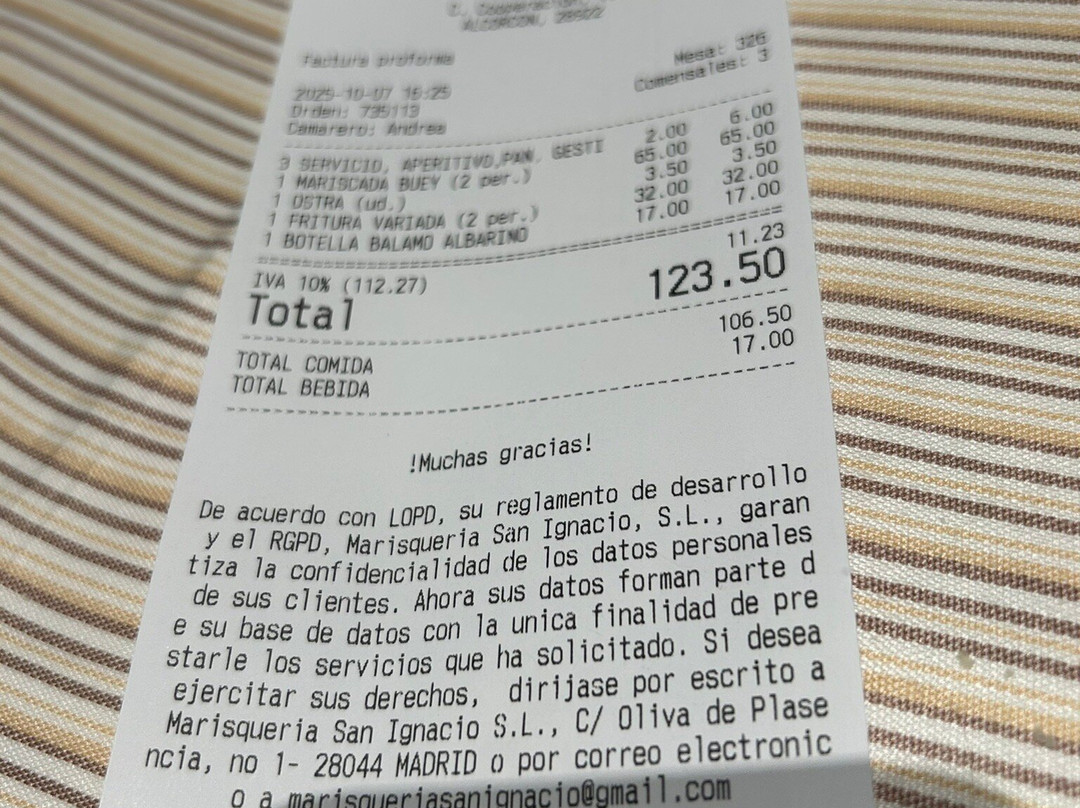 C. Cooperacion,
ALCORCON, 28922
Factura proforma
Mesa: 326
Comensales: 3
2025-10-07 16:25
Orden: 735113
Camarero: Andrea
3 SERVICIO, APERITIVO,PAN, GESTI 2.00 6.00
1 MARISCADA BUEY (2 per.) 65.00 65.00
1 OSTRA (ud.) 3.50 3.50
1 FRITURA VARIADA (2 per.) 32.00 32.00
1 BOTELLA BALAMO ALBARINO 17.00 17.00
IVA 10% (112.27) 11.23
Total 123.50
TOTAL COMIDA 106.50
TOTAL BEBIDA 17.00
!Muchas gracias!
De acuerdo con LOPD, su reglamento de desarrollo
y el RGPD, Marisqueria San Ignacio, S.L., garan
tiza la confidencialidad de los datos personales
de sus clientes. Ahora sus datos forman parte d
e su base de datos con la unica finalidad de pre
starle los servicios que ha solicitado. Si desea
ejercitar sus derechos, dirijase por escrito a
Marisqueria San Ignacio S.L., C/ Oliva de Plase
ncia, no 1- 28044 MADRID o por correo electronic
o a marisqueriasanignacio@gmail.com